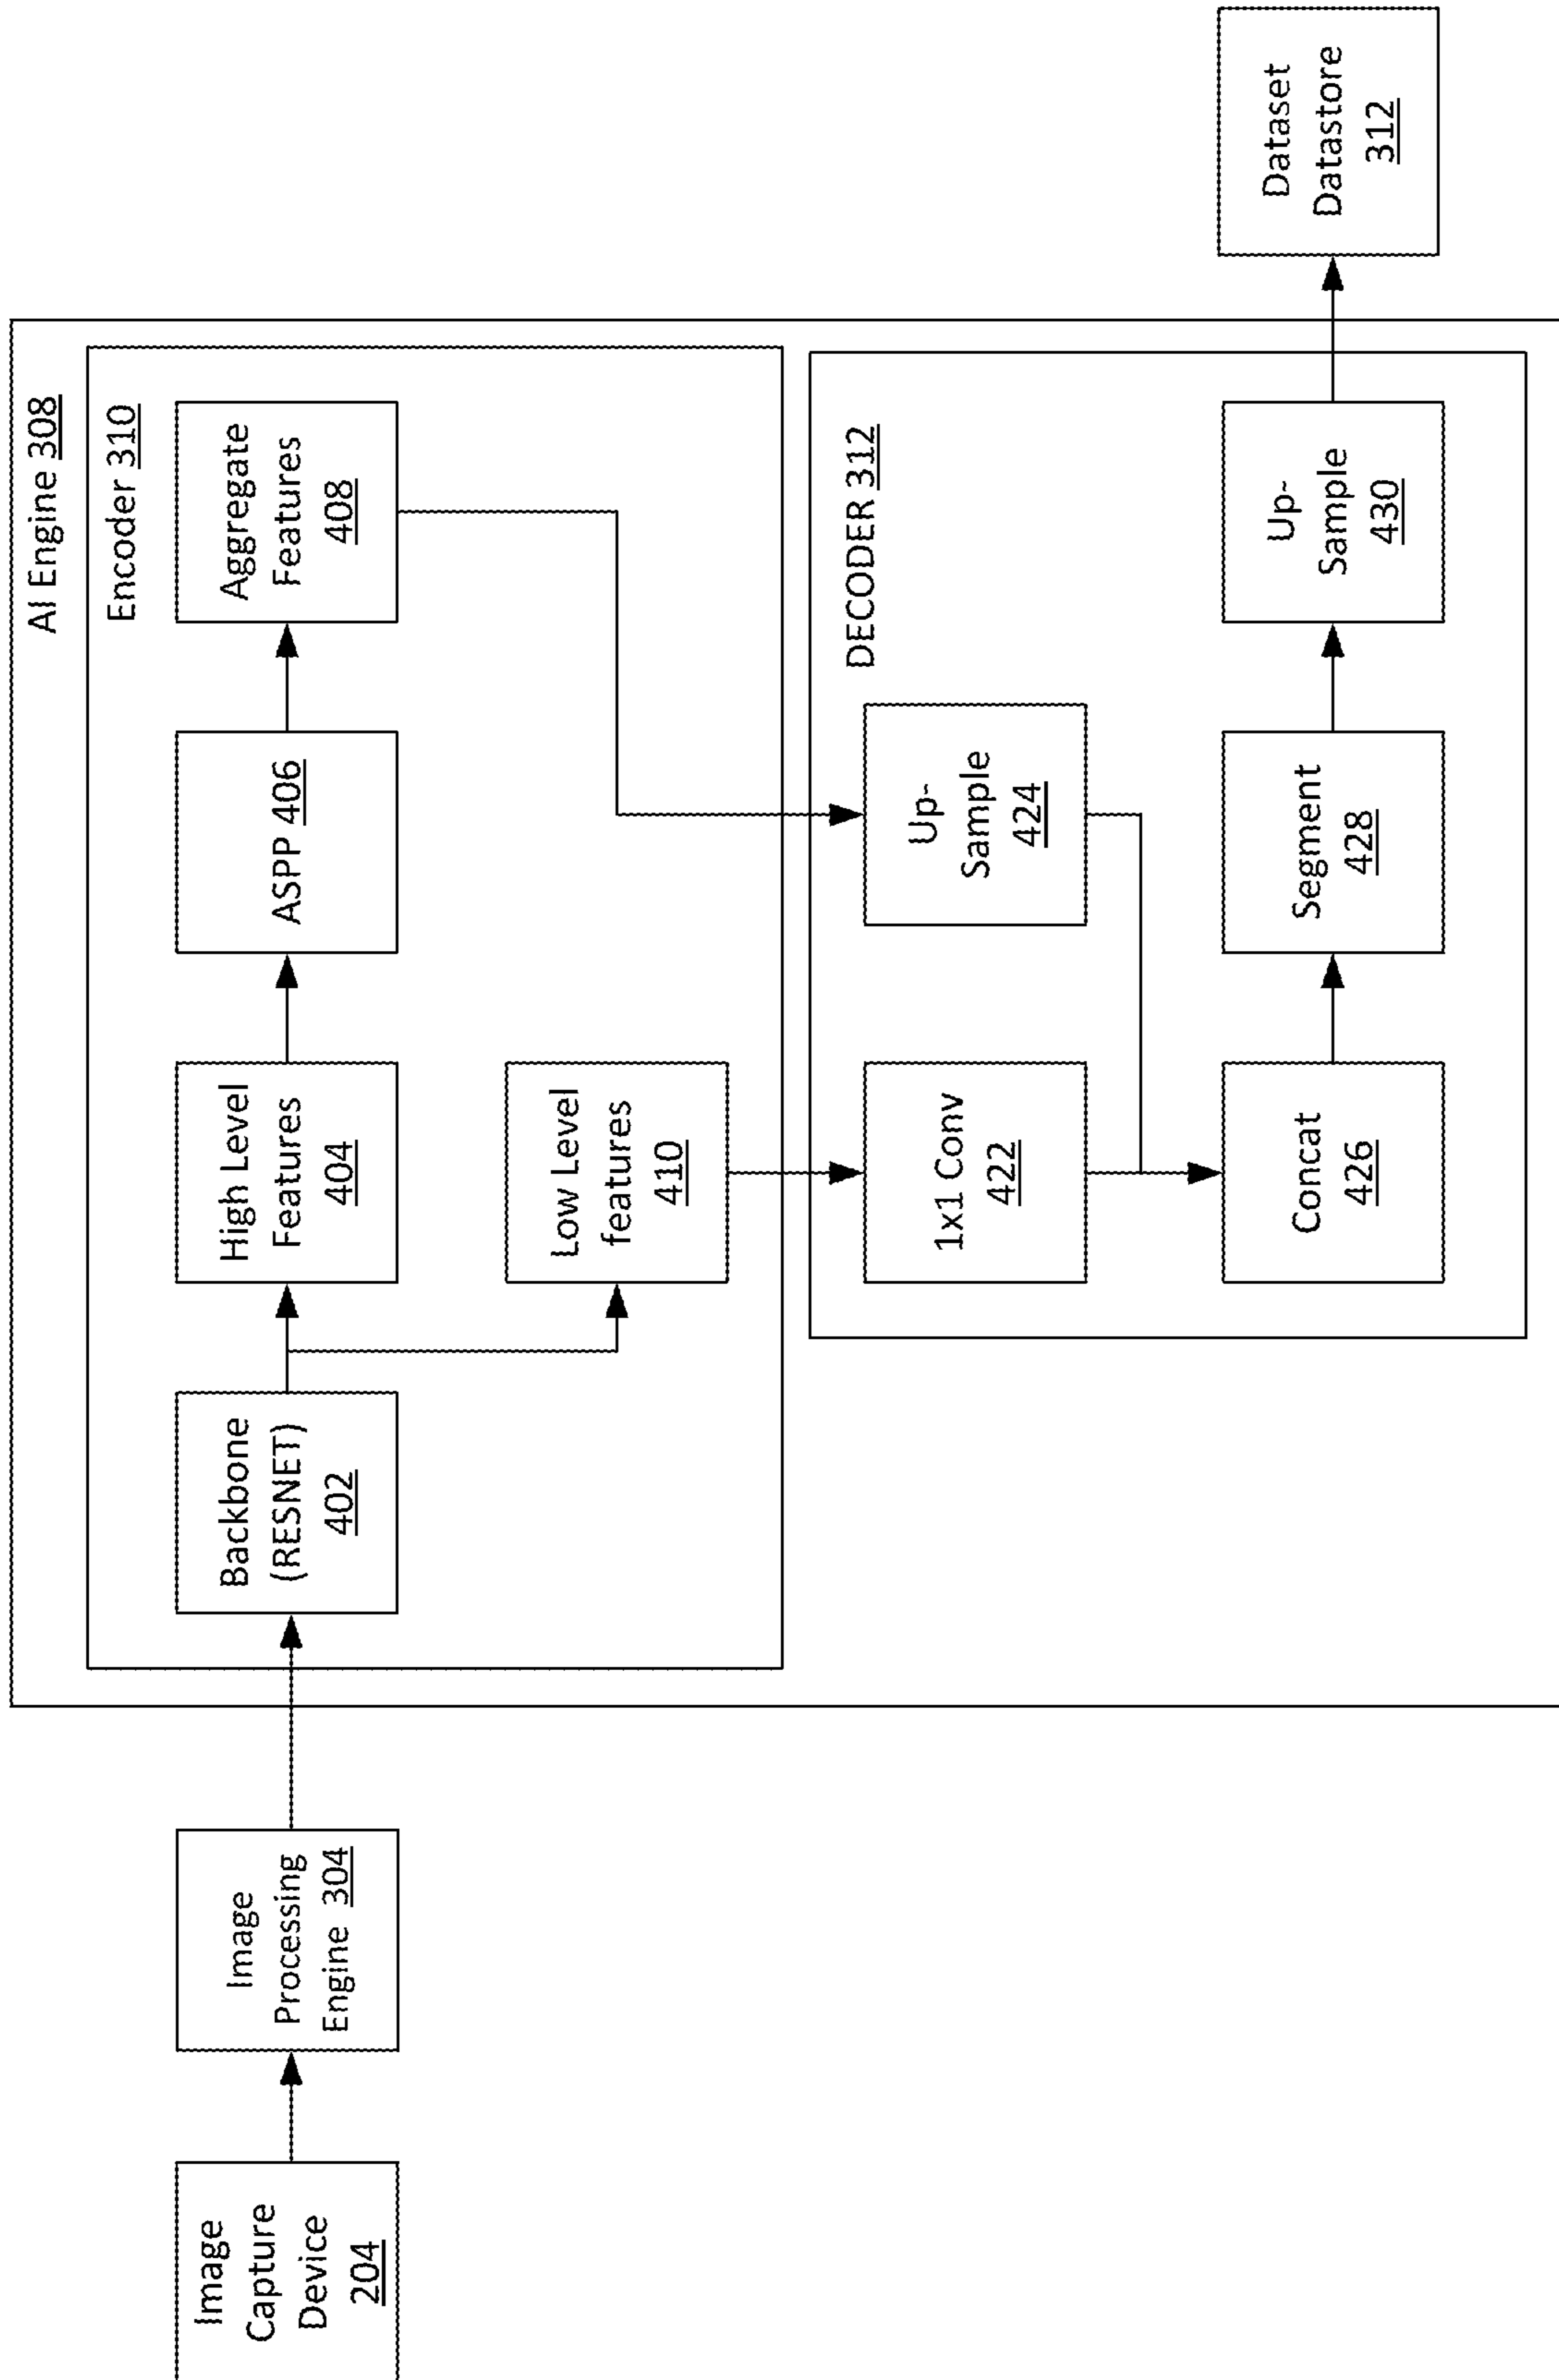 AI Engine 308
Encoder 310
Image
Capture
Device
204
Image
Processing
Engine 304
Backbone
(RESNET)
402
High Level
Features
404
ASPP 406
Aggregate
Features
408
Low Level
features
410
DECODER 312
1x1 Conv
422
Up-
Sample
424
Concat
426
Segment
428
Up-
Sample
430
Dataset
Datastore
312